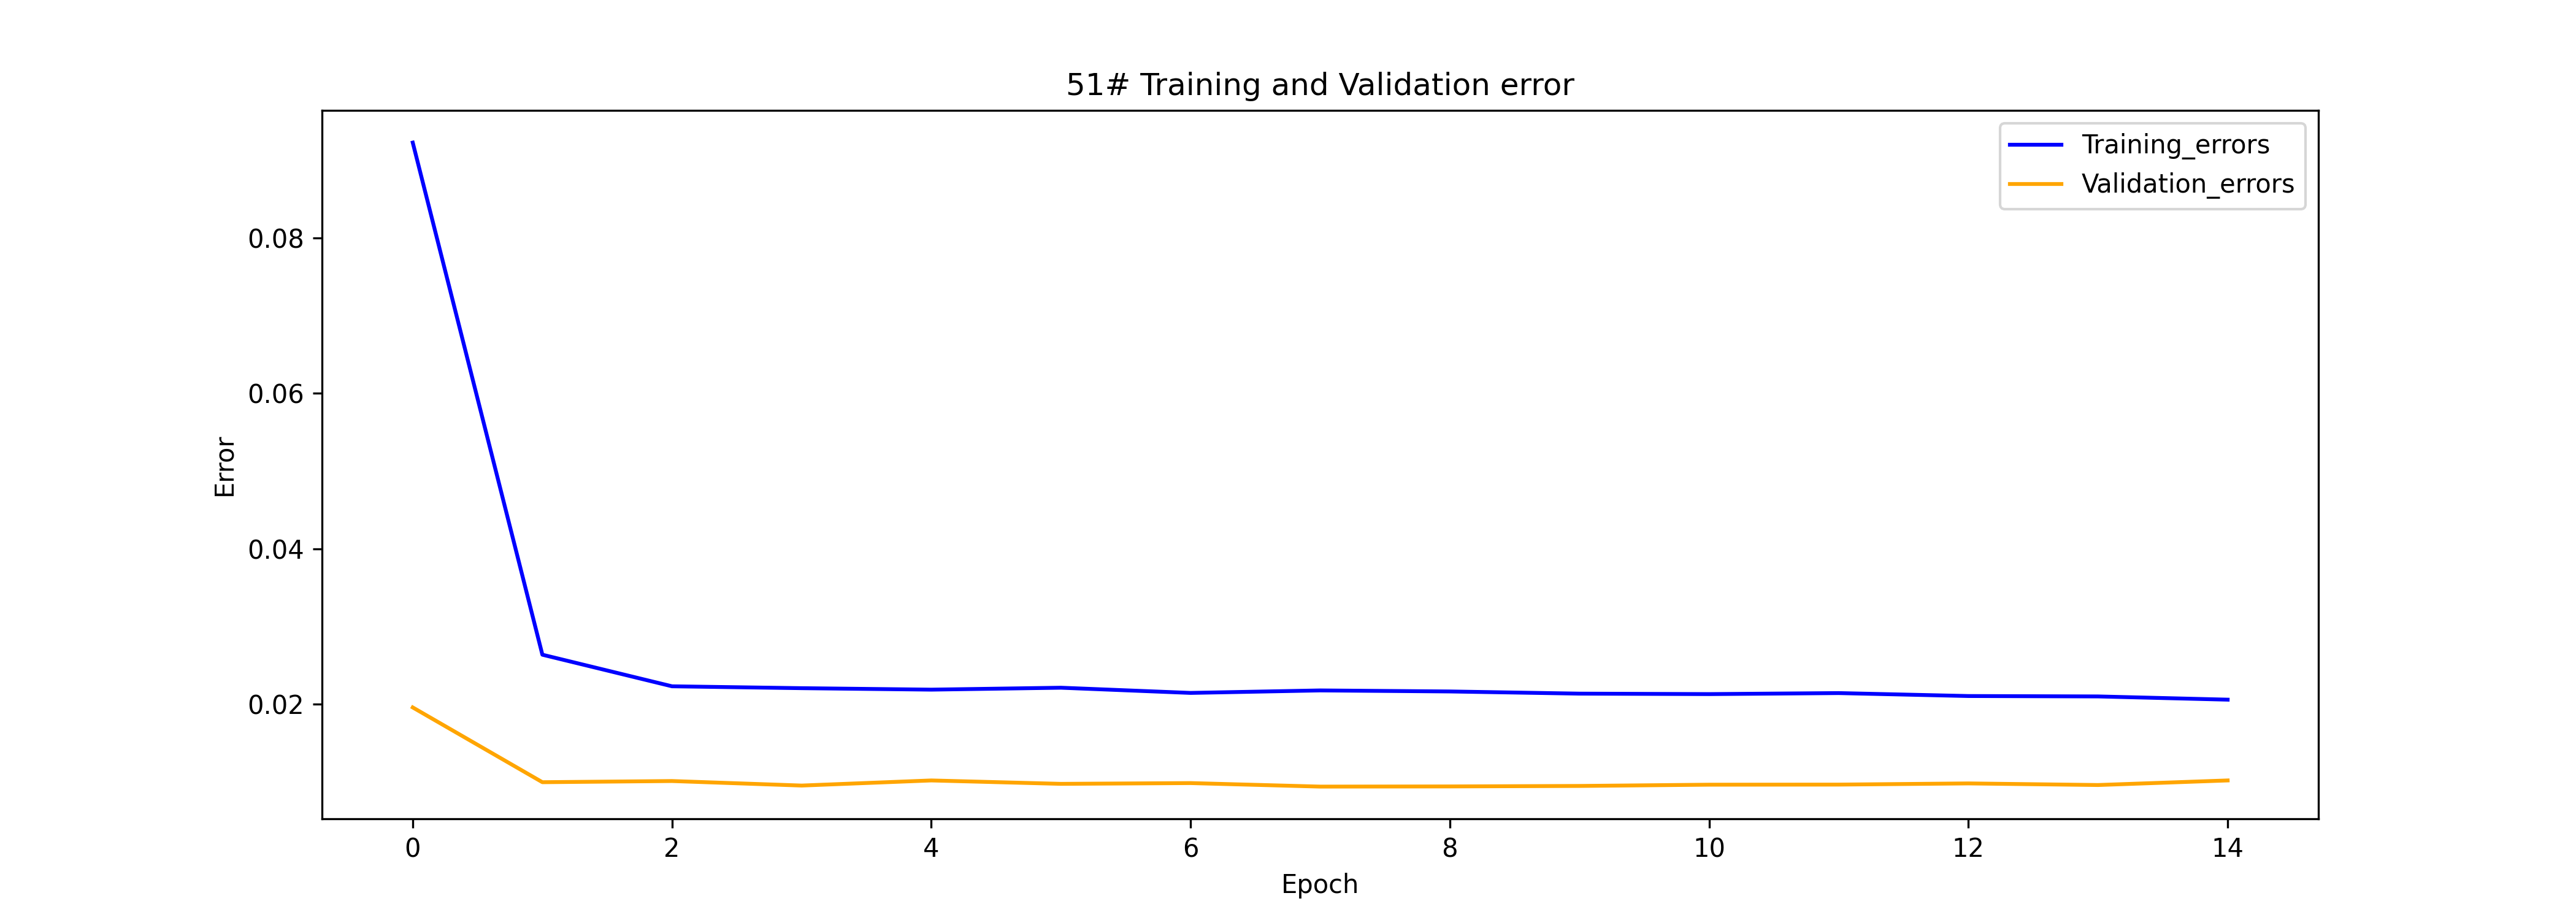 51# Training and Validation error
Training_errors
Validation_errors
0.08
0.06
0.04
0.02
Error
0 2 4 6 8 10 12 14
Epoch